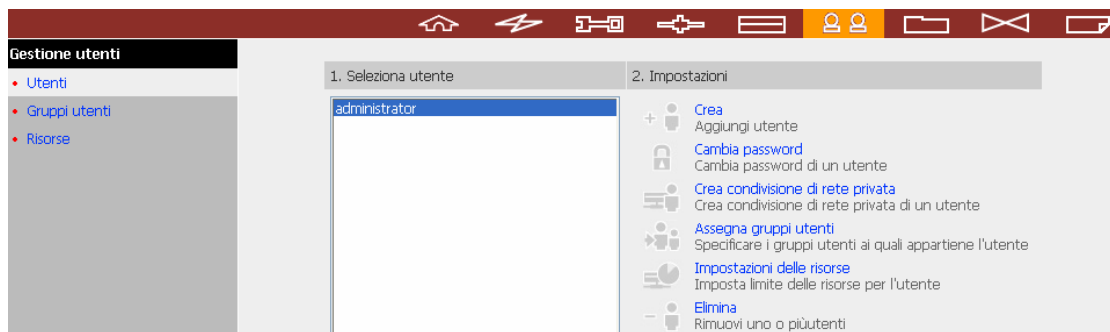 Gestione utenti
Utenti
Gruppi utenti
Risorse
1. Seleziona utente
administrator
2. Impostazioni
Crea
Aggiungi utente
Cambia password
Cambia password di un utente
Crea condivisione di rete privata
Crea condivisione di rete privata di un utente
Assegna gruppi utenti
Specificare i gruppi utenti ai quali appartiene l'utente
Impostazioni delle risorse
Imposta limite delle risorse per l'utente
Elimina
Rimuovi uno o piùutenti